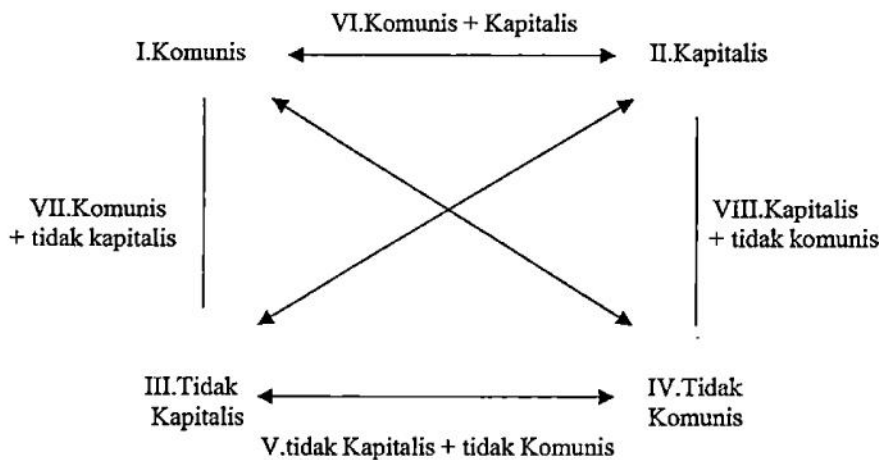 VI.Komunis + Kapitalis
I.Komunis
II.Kapitalis
VII.Komunis
+ tidak kapitalis
VIII.Kapitalis
+ tidak komunis
III.Tidak
Kapitalis
IV.Tidak
Komunis
V.tidak Kapitalis + tidak Komunis